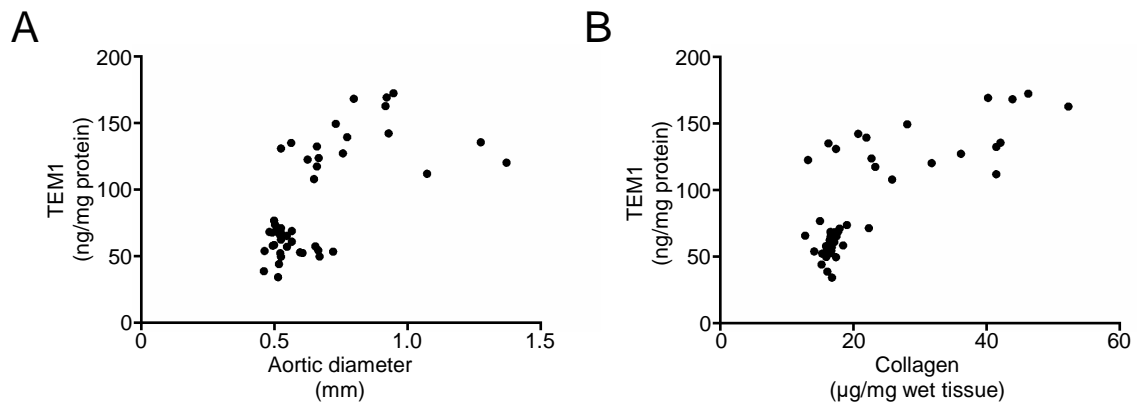 A
B
TEM1
(ng/mg protein)
200
150
100
50
0
0
0.5
1.0
1.5
Aortic diameter
(mm)
TEM1
(ng/mg protein)
200
150
100
50
0
0
20
40
60
Collagen
(µg/mg wet tissue)